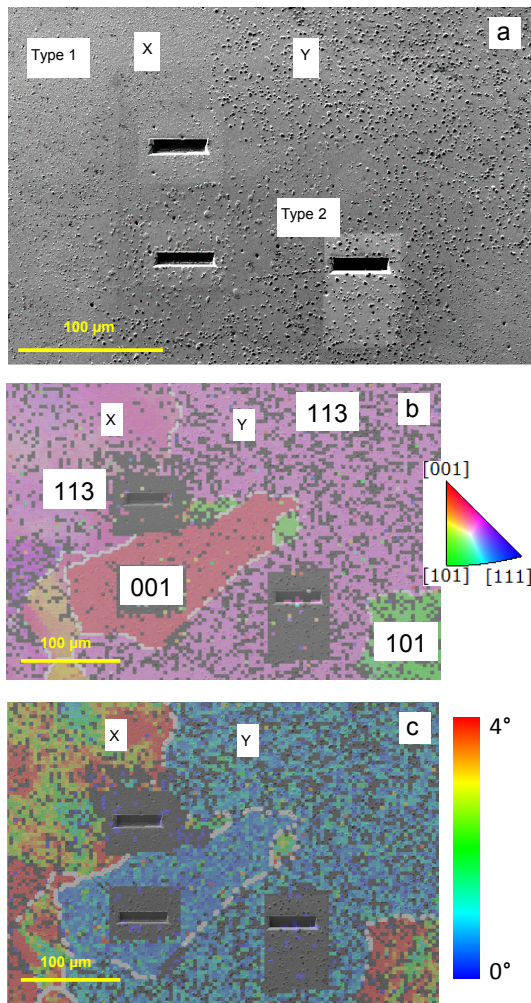 Type 1
X
Y
a
Type 2
100 µm
X
Y
113
b
113
001
101
100 µm
[001]
[101]
[111]
X
Y
c
4°
0°
100 µm